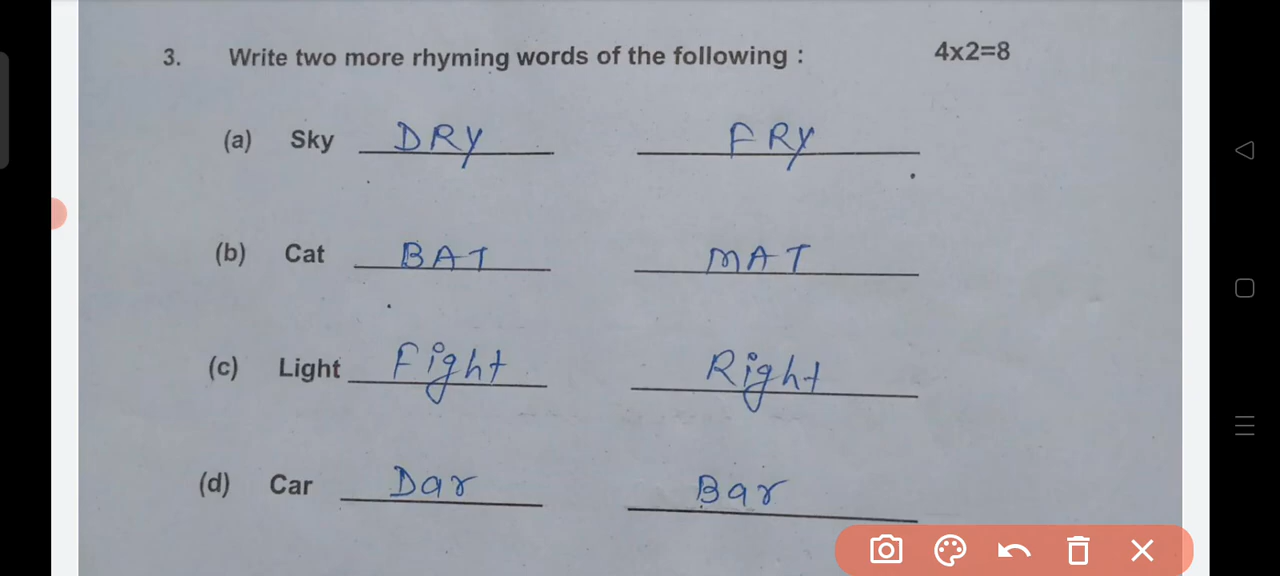 3. Write two more rhyming words of the following : 4x2=8
(a) Sky DRY FRY
(b) Cat BAT MAT
(c) Light Fight Right
(d) Car Dar Bar